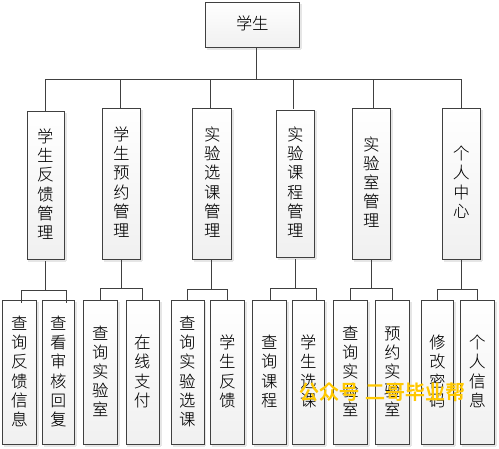 学生
学生反馈管理
学生预约管理
实验选课管理
实验课程管理
实验室管理
个人中心
查询反馈信息
查看审核回复
查询实验室
在线支付
查询实验选课
学生反馈
查询课程
学生选课
查询实验室
预约实验室
修改密码
个人信息
公众号 二哥毕业帮